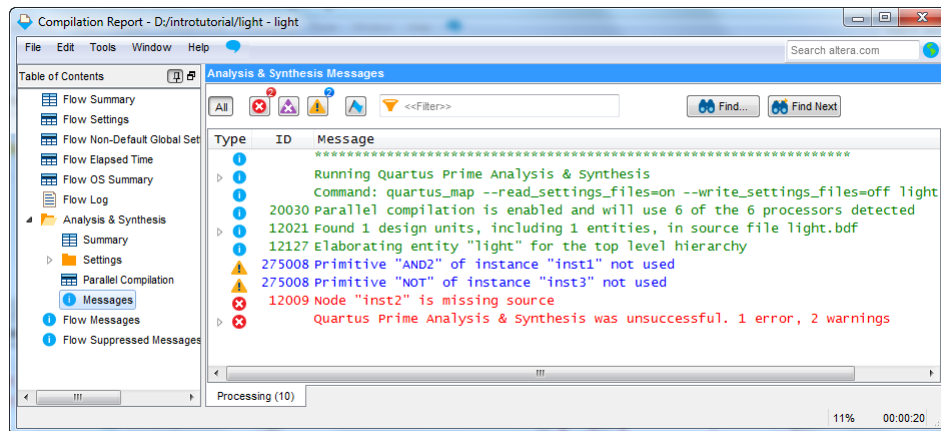 Compilation Report - D:/introtutorial/light - light
File Edit Tools Window Help
Search altera.com
Table of Contents
Flow Summary
Flow Settings
Flow Non-Default Global Set
Flow Elapsed Time
Flow OS Summary
Flow Log
Analysis & Synthesis
Summary
Settings
Parallel Compilation
Messages
Flow Messages
Flow Suppressed Messages
Analysis & Synthesis Messages
All 2 2 <<Filter>> Find... Find Next
Type ID Message
*******************************************************************
Running Quartus Prime Analysis & Synthesis
Command: quartus_map --read_settings_files=on --write_settings_files=off light
20030 Parallel compilation is enabled and will use 6 of the 6 processors detected
12021 Found 1 design units, including 1 entities, in source file light.bdf
12127 Elaborating entity "light" for the top level hierarchy
275008 Primitive "AND2" of instance "inst1" not used
275008 Primitive "NOT" of instance "inst3" not used
12009 Node "inst2" is missing source
Quartus Prime Analysis & Synthesis was unsuccessful. 1 error, 2 warnings
Processing (10)
11% 00:00:20